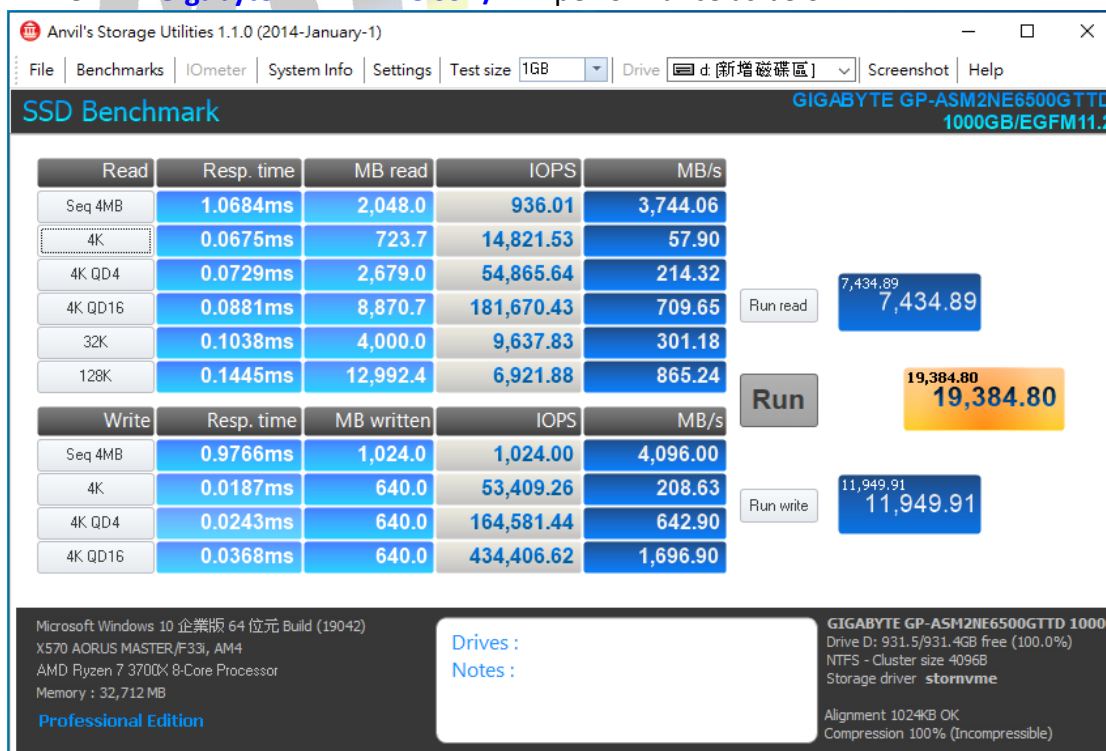 Anvil's Storage Utilities 1.1.0 (2014-January-1)
File Benchmarks IOmeter System Info Settings Test size 1GB Drive d: [新增磁碟區] Screenshot Help
SSD Benchmark
GIGABYTE GP-ASM2NE6500GTTD
1000GB/EGFM11.2
Read Resp. time MB read IOPS MB/s
Seq 4MB 1.0684ms 2,048.0 936.01 3,744.06
4K 0.0675ms 723.7 14,821.53 57.90
4K QD4 0.0729ms 2,679.0 54,865.64 214.32
4K QD16 0.0881ms 8,870.7 181,670.43 709.65
32K 0.1038ms 4,000.0 9,637.83 301.18
128K 0.1445ms 12,992.4 6,921.88 865.24
Run read
7,434.89
7,434.89
Run
19,384.80
19,384.80
Write Resp. time MB written IOPS MB/s
Seq 4MB 0.9766ms 1,024.0 1,024.00 4,096.00
4K 0.0187ms 640.0 53,409.26 208.63
4K QD4 0.0243ms 640.0 164,581.44 642.90
4K QD16 0.0368ms 640.0 434,406.62 1,696.90
Run write
11,949.91
11,949.91
Microsoft Windows 10 企業版 64 位元 Build (19042)
X570 AORUS MASTER/F33i, AM4
AMD Ryzen 7 3700X 8-Core Processor
Memory : 32,712 MB
Professional Edition
Drives :
Notes :
GIGABYTE GP-ASM2NE6500GTTD 1000
Drive D: 931.5/931.4GB free (100.0%)
NTFS - Cluster size 4096B
Storage driver stornvme
Alignment 1024KB OK
Compression 100% (Incompressible)